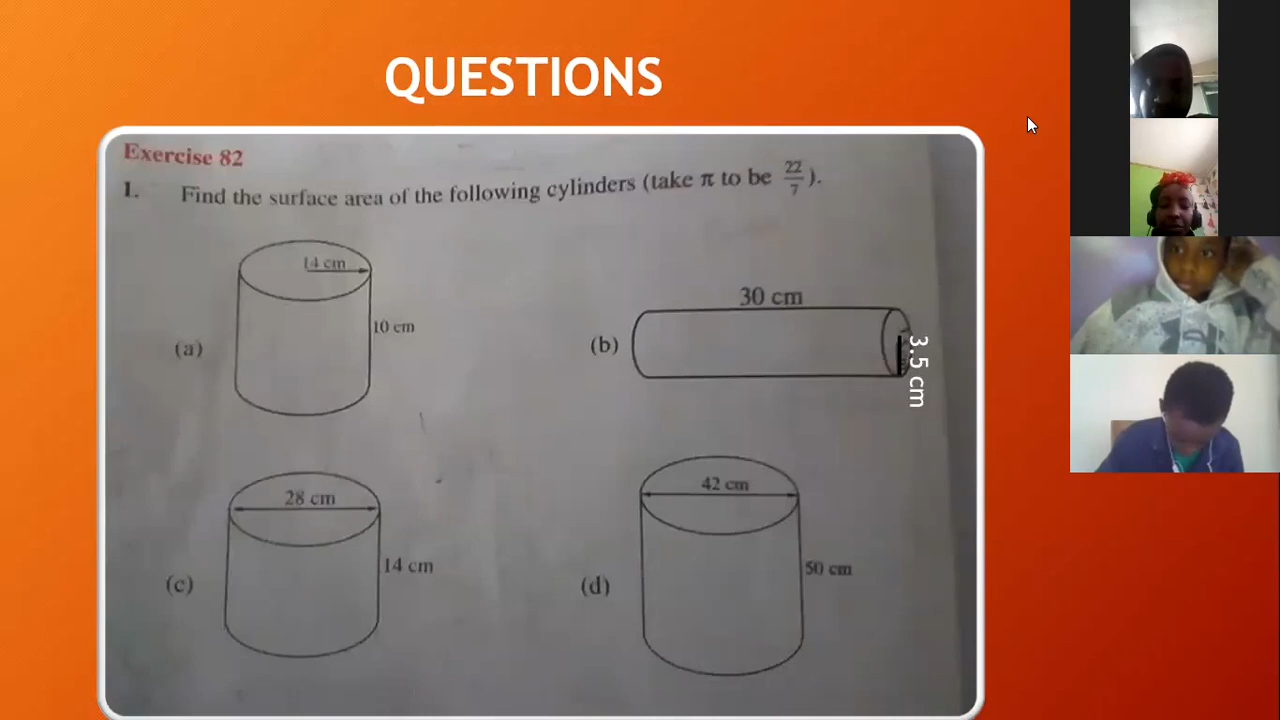 QUESTIONS
Exercise 82
1. Find the surface area of the following cylinders (take π to be 22/7).
14 cm
10 cm
(a)
30 cm
(b)
3.5 cm
28 cm
14 cm
(c)
42 cm
50 cm
(d)